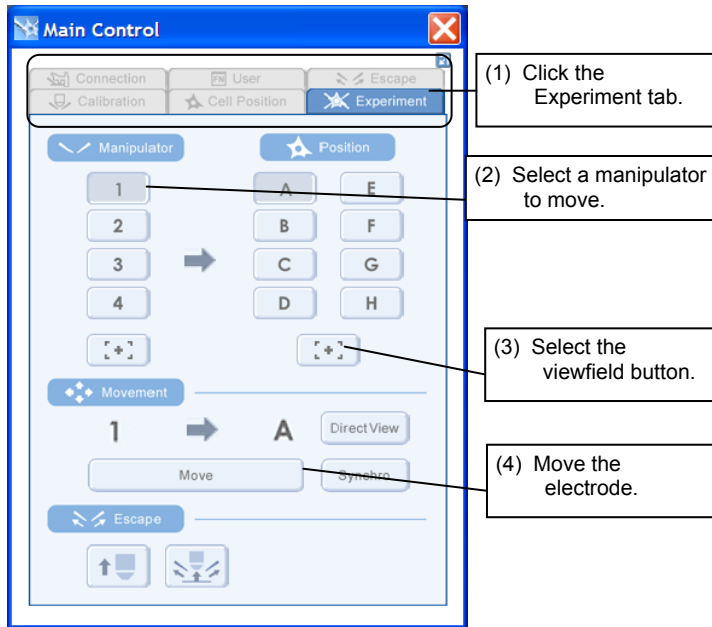 Main Control
Connection FN User Escape
Calibration Cell Position Experiment
Manipulator Position
1 A E
2 B F
3 C G
4 D H
Movement
1 A Direct View
Move Synchro
Escape
(1) Click the
Experiment tab.
(2) Select a manipulator
to move.
(3) Select the
viewfield button.
(4) Move the
electrode.